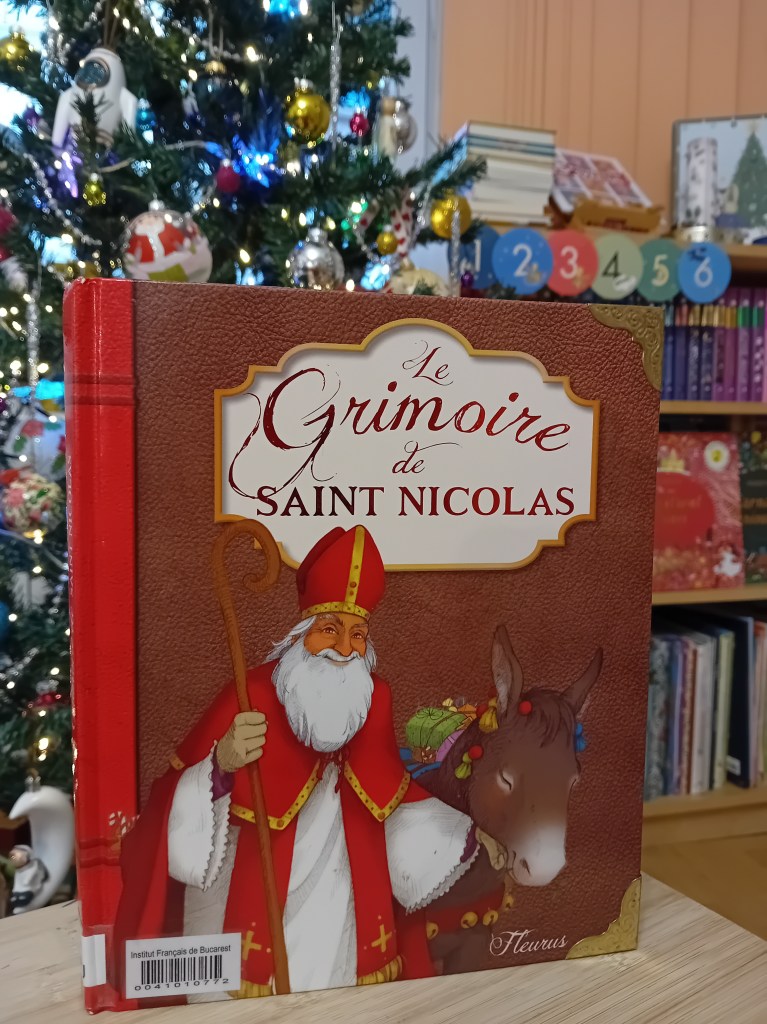 1 2 3 4 5 6
Le
Grimoire
de
SAINT NICOLAS
Fleurus
Institut Français de Bucarest
0041010772